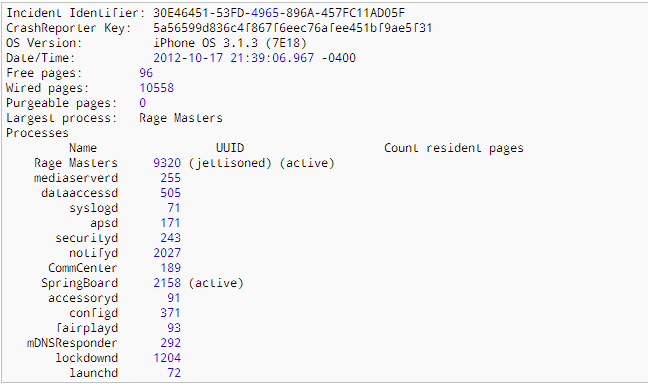 Incident Identifier: 30E46451-53FD-4965-896A-457FC11AD05F
CrashReporter Key: 5a56599d836c4f867f6eec76afee451bf9ae5f31
OS Version: iPhone OS 3.1.3 (7E18)
Date/Time: 2012-10-17 21:39:06.967 -0400
Free pages: 96
Wired pages: 10558
Purgeable pages: 0
Largest process: Rage Masters
Processes
Name UUID Count resident pages
Rage Masters 9320 (jettisoned) (active)
mediaserverd 255
dataaccessd 505
syslogd 71
apsd 171
securityd 243
notifyd 2027
CommCenter 189
SpringBoard 2158 (active)
accessoryd 91
configd 371
fairplayd 93
mDNSResponder 292
lockdownd 1204
launchd 72